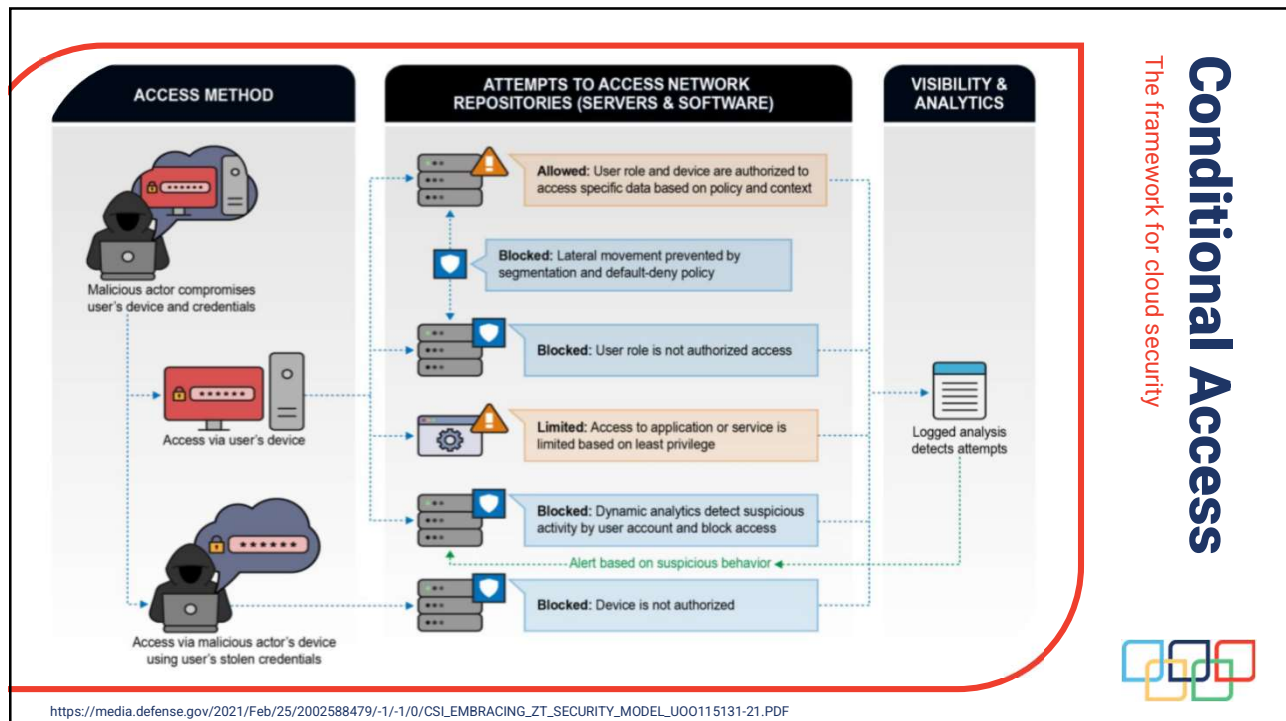 Conditional Access
The framework for cloud security
ACCESS METHOD
ATTEMPTS TO ACCESS NETWORK
REPOSITORIES (SERVERS & SOFTWARE)
VISIBILITY &
ANALYTICS
Malicious actor compromises
user's device and credentials
Access via user's device
Access via malicious actor's device
using user's stolen credentials
Allowed: User role and device are authorized to
access specific data based on policy and context
Blocked: Lateral movement prevented by
segmentation and default-deny policy
Blocked: User role is not authorized access
Limited: Access to application or service is
limited based on least privilege
Blocked: Dynamic analytics detect suspicious
activity by user account and block access
Alert based on suspicious behavior
Blocked: Device is not authorized
Logged analysis
detects attempts
https://media.defense.gov/2021/Feb/25/2002588479/-1/-1/0/CSI_EMBRACING_ZT_SECURITY_MODEL_UOO115131-21.PDF